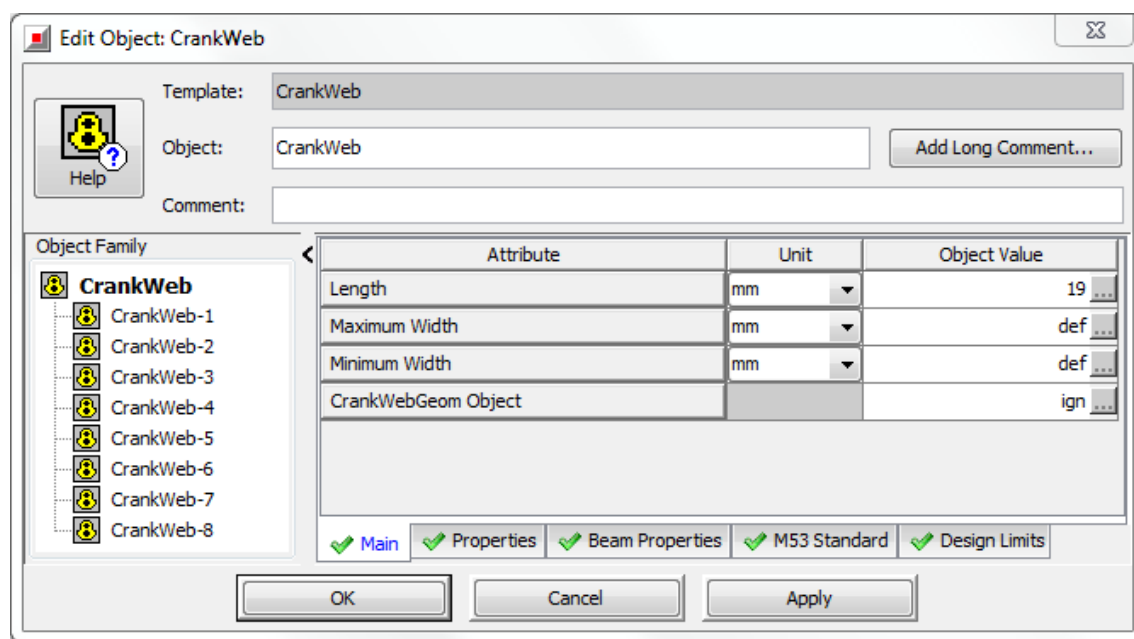 Edit Object: CrankWeb
Template: CrankWeb
Help
Object: CrankWeb Add Long Comment...
Comment:
Object Family
CrankWeb
CrankWeb-1
CrankWeb-2
CrankWeb-3
CrankWeb-4
CrankWeb-5
CrankWeb-6
CrankWeb-7
CrankWeb-8
Attribute Unit Object Value
Length mm 19 ...
Maximum Width mm def ...
Minimum Width mm def ...
CrankWebGeom Object ign ...
Main Properties Beam Properties M53 Standard Design Limits
OK Cancel Apply